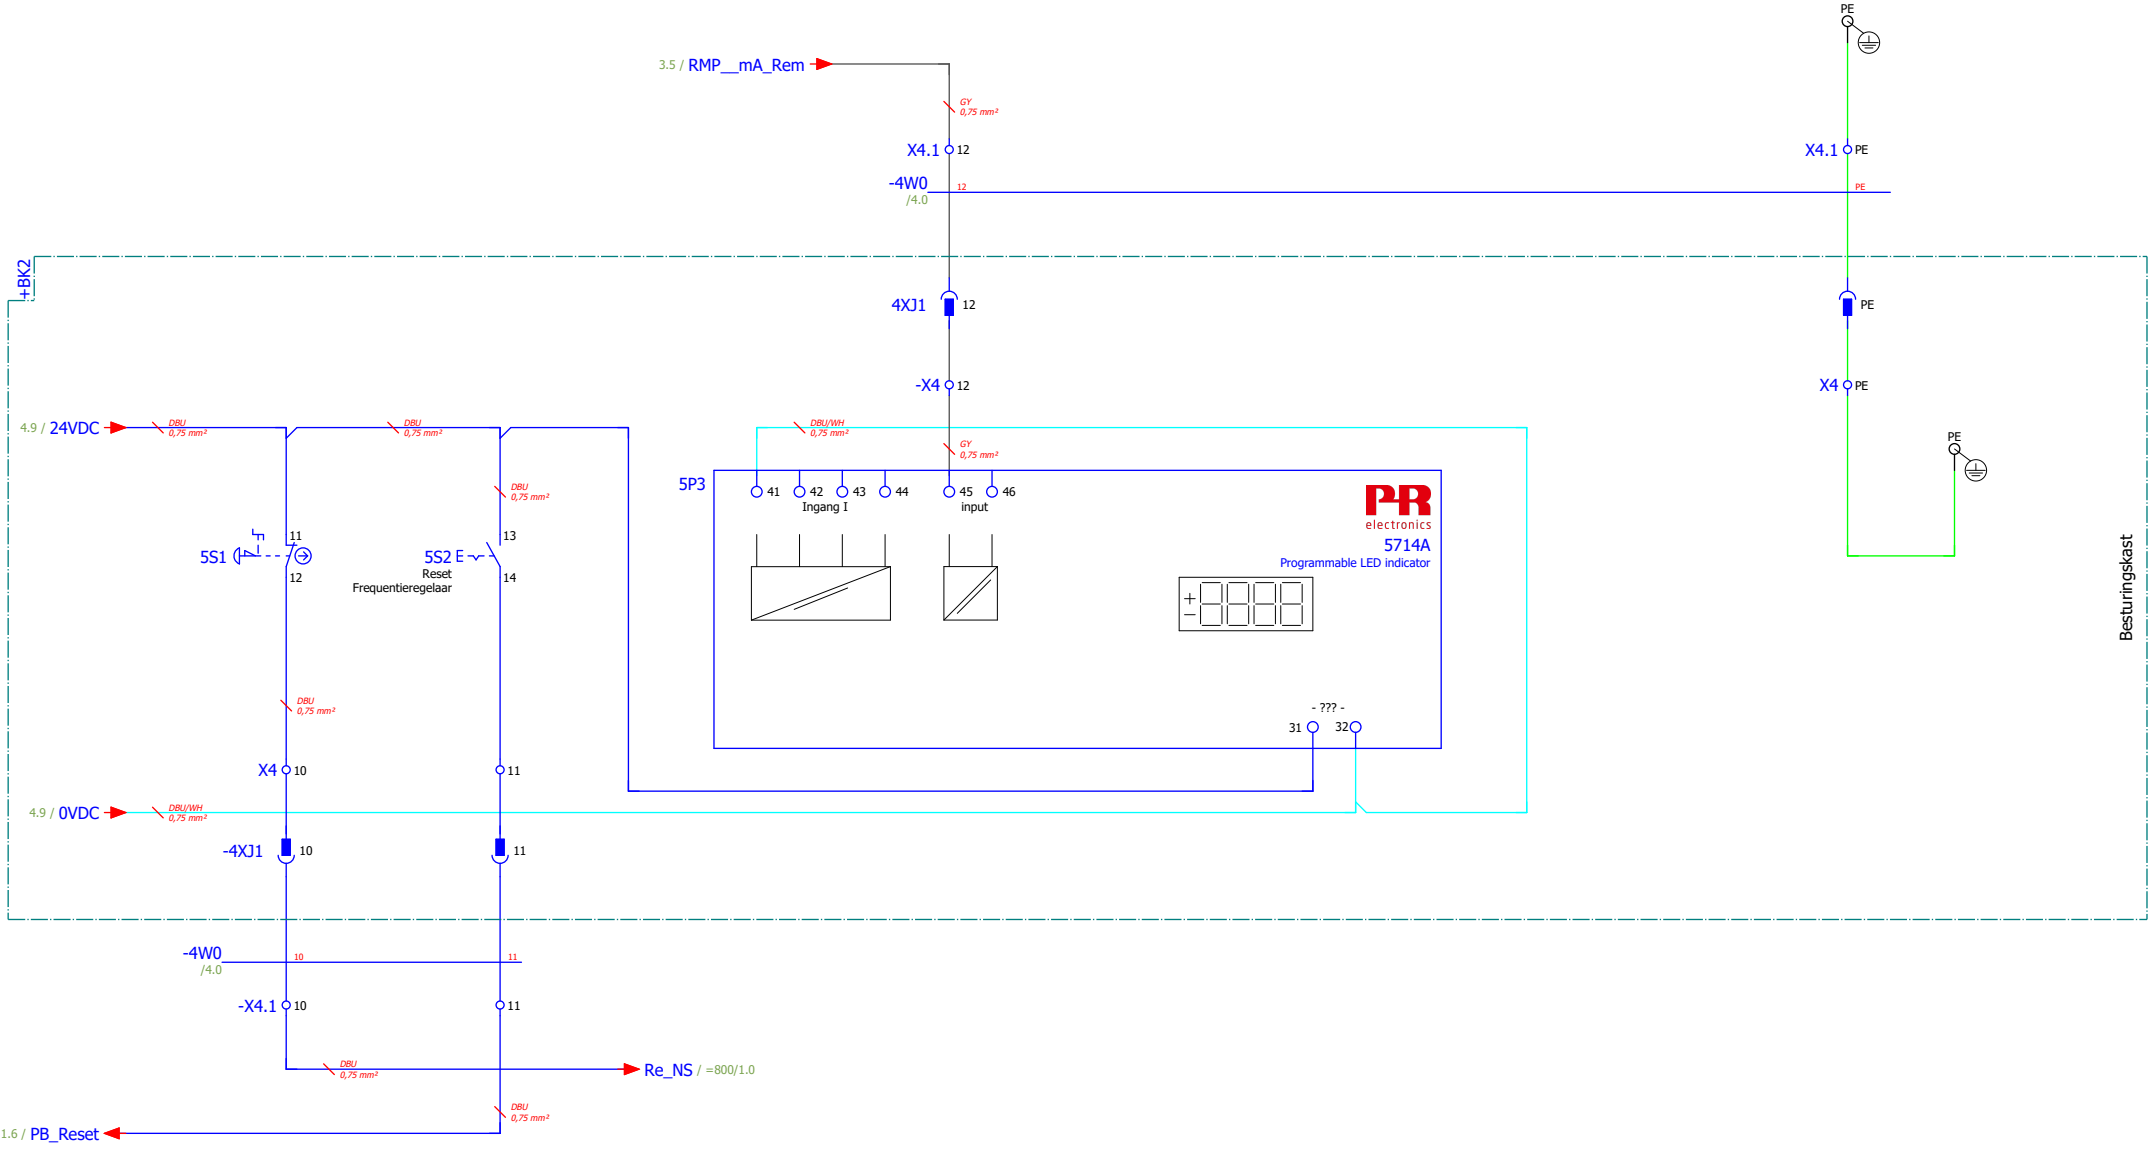 PE
3.5 / RMP__mA_Rem
GY
0,75 mm²
X4.1 12
X4.1 PE
-4W0 12 PE
/4.0
+BK2
4XJ1 12
PE
-X4 12
X4 PE
4.9 / 24VDC
DBU
0,75 mm²
DBU
0,75 mm²
DBU/WH
0,75 mm²
GY
0,75 mm²
PE
5P3
41 42 43 44 45 46
Ingang I input
PR
electronics
5714A
Programmable LED indicator
DBU
0,75 mm²
5S1 11
12
5S2 13
14
Reset
Frequentieregelaar
+
-
Besturingskast
DBU
0,75 mm²
- ??? -
31 32
X4 10 11
4.9 / 0VDC
DBU/WH
0,75 mm²
-4XJ1 10 11
-4W0 10 11
/4.0
-X4.1 10 11
DBU
0,75 mm²
Re_NS / =800/1.0
DBU
0,75 mm²
1.6 / PB_Reset